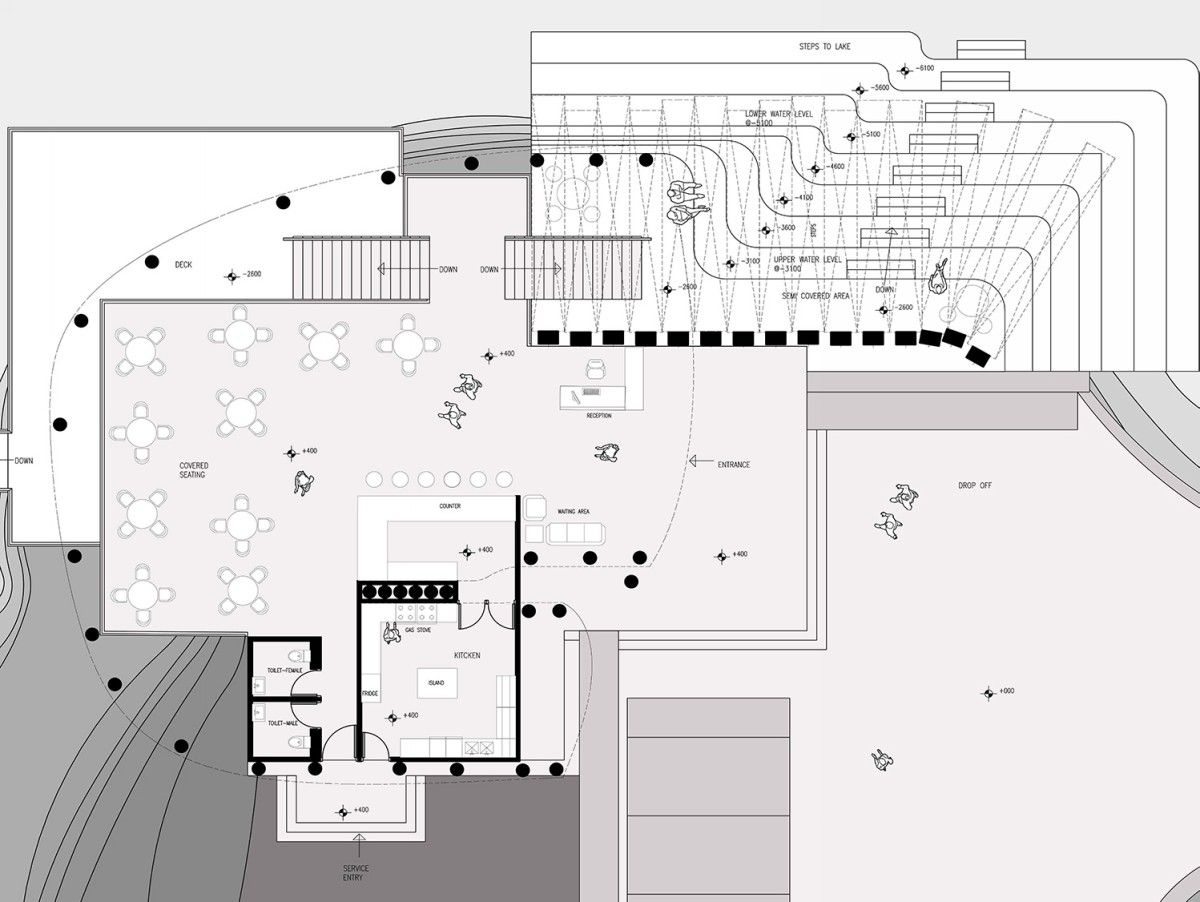 STEPS TO LAKE
-6100
-5600
LOWER WATER LEVEL
@-5100
-5100
-4600
-4100
-3600
STEPS
-3100
UPPER WATER LEVEL
@-3100
DECK
-2600
DOWN
DOWN
-2600
DOWN
SEMI COVERED AREA
-2600
+400
RECEPTION
DOWN
COVERED
SEATING
+400
ENTRANCE
DROP OFF
COUNTER
WAITING AREA
+400
+400
GAS STOVE
KITCKEN
TOILET-FEMALE
ISLAND
FRIDGE
+000
TOILET-MALE
+400
+400
SERVICE
ENTRY